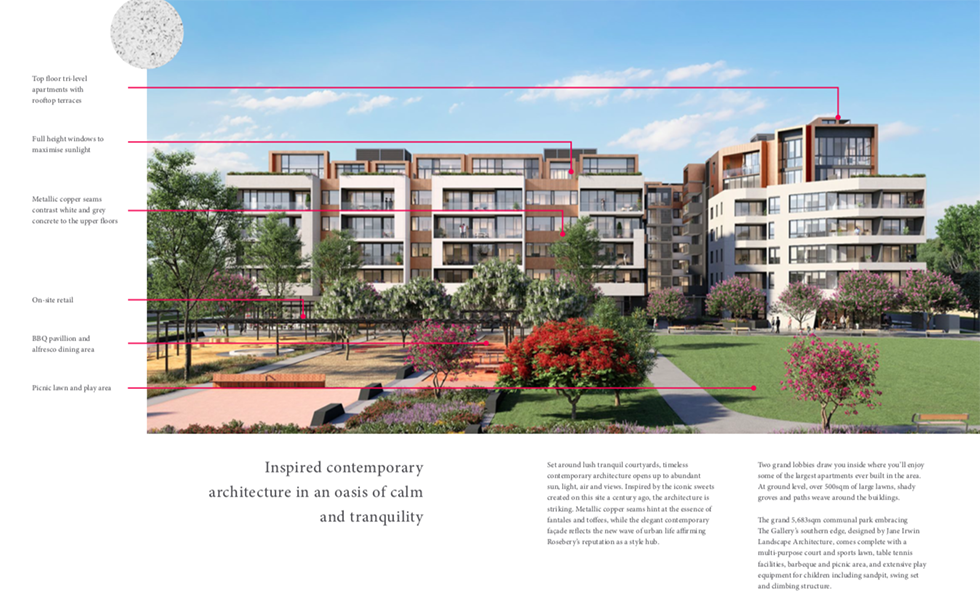 Top floor tri-level
apartments with
rooftop terraces
Full height windows to
maximise sunlight
Metallic copper seams
contrast white and grey
concrete to the upper floors
On-site retail
BBQ pavillion and
alfresco dining area
Picnic lawn and play area
Inspired contemporary
architecture in an oasis of calm
and tranquility
Set around lush tranquil courtyards, timeless
contemporary architecture opens up to abundant
sun, light, air and views. Inspired by the iconic sweets
created on this site a century ago, the architecture is
striking. Metallic copper seams hint at the essence of
fantales and toffees, while the elegant contemporary
façade reflects the new wave of urban life affirming
Rosebery's reputation as a style hub.
Two grand lobbies draw you inside where you'll enjoy
some of the largest apartments ever built in the area.
At ground level, over 500sqm of large lawns, shady
groves and paths weave around the buildings.
The grand 5,683sqm communal park embracing
The Gallery's southern edge, designed by Jane Irwin
Landscape Architecture, comes complete with a
multi-purpose court and sports lawn, table tennis
facilities, barbeque and picnic area, and extensive play
equipment for children including sandpit, swing set
and climbing structure.